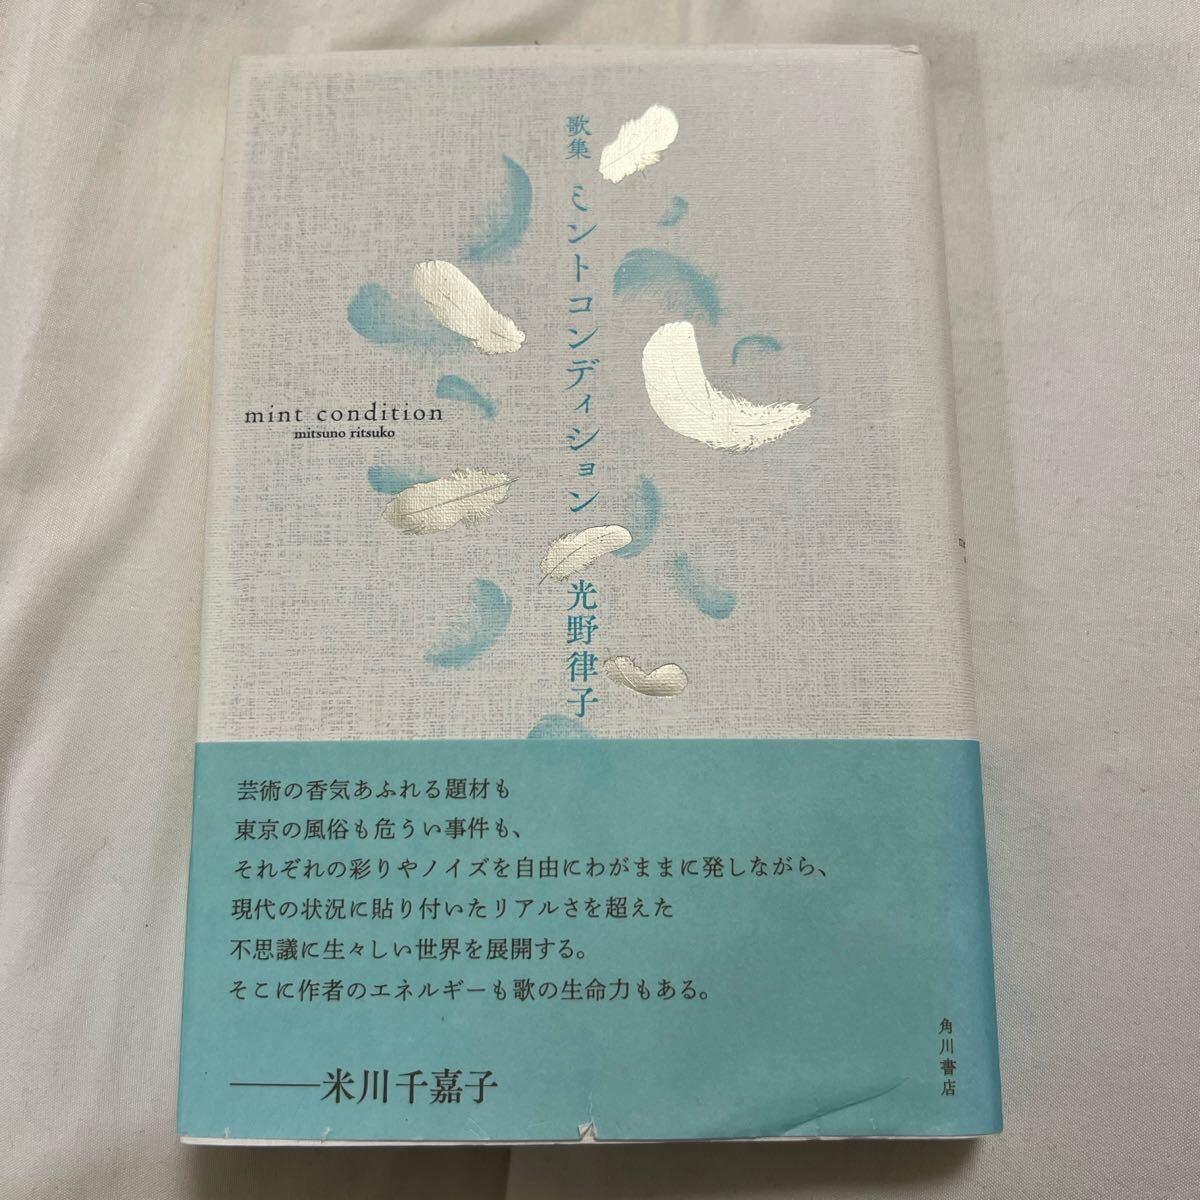 歌集 ミントコンディション 光野律子
mint condition
mitsuno ritsuko
芸術の香気あふれる題材も
東京の風俗も危うい事件も、
それぞれの彩りやノイズを自由にわがままに発しながら、
現代の状況に貼り付いたリアルさを超えた
不思議に生々しい世界を展開する。
そこに作者のエネルギーも歌の生命力もある。
——米川千嘉子
角川書店